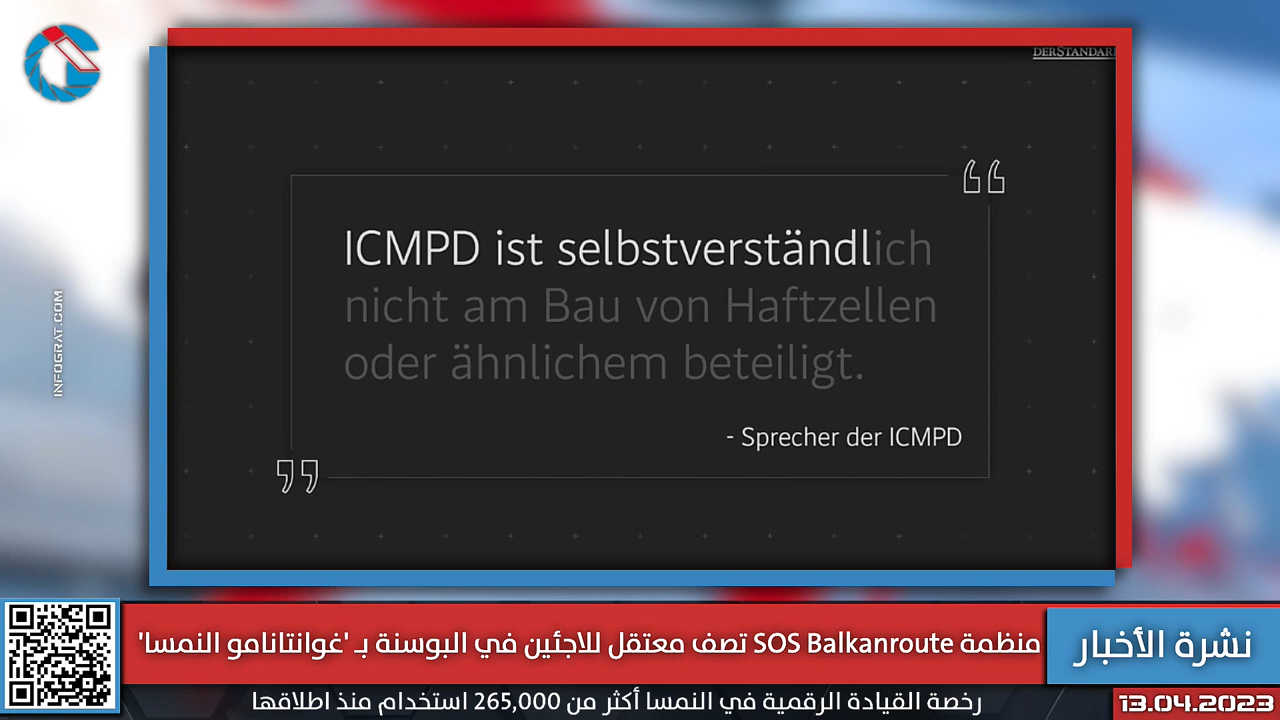 DERSTANDAR
ICMPD ist selbstverständlich
nicht am Bau von Haftzellen
oder ähnlichem beteiligt.
- Sprecher der ICMPD
INFOGRAT.COM
نشرة الأخبار
منظمة SOS Balkanroute تصف معتقل للاجئين في البوسنة بـ 'غوانتانامو النمسا'
13.04.2023
رخصة القيادة الرقمية في النمسا أكثر من 265,000 استخدام منذ اطلاقها